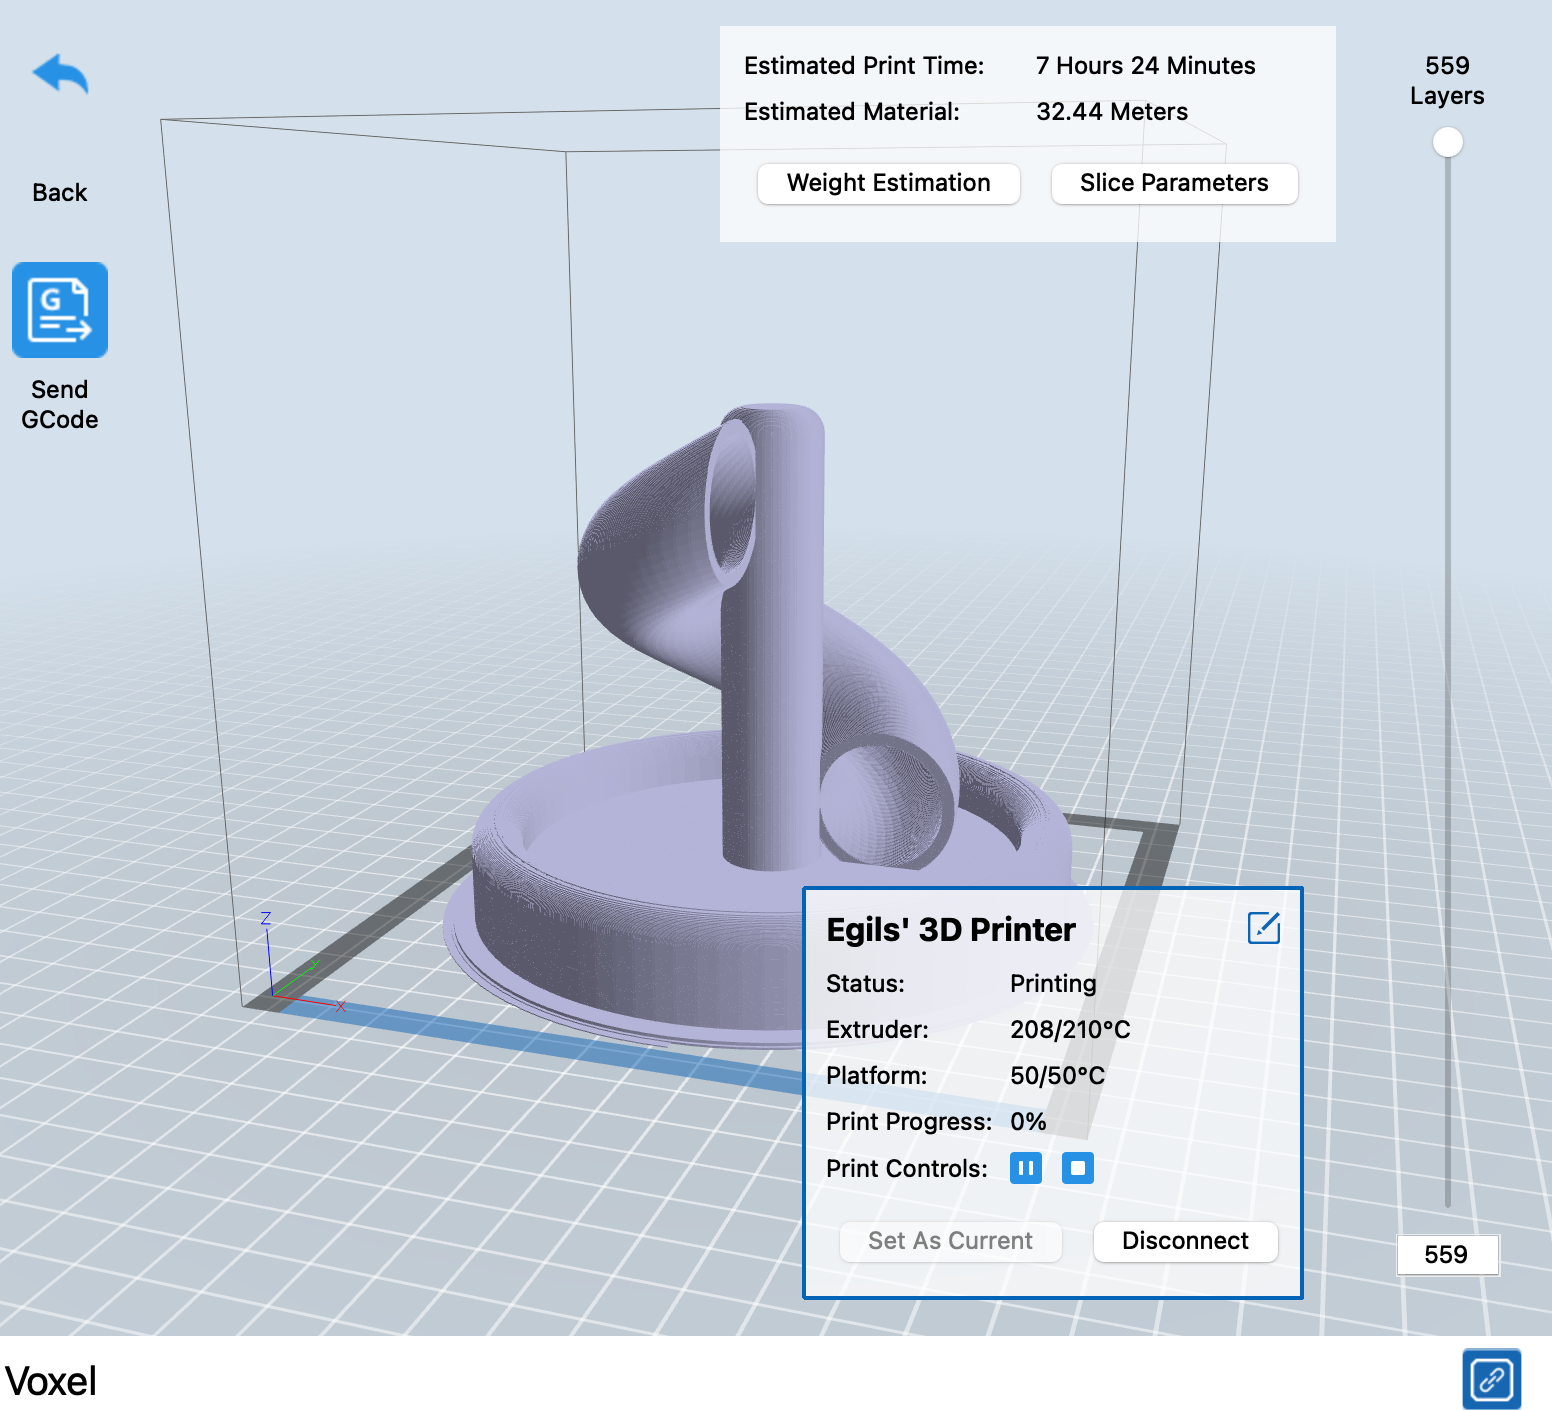 Back
Send
GCode
Estimated Print Time: 7 Hours 24 Minutes
Estimated Material: 32.44 Meters
Weight Estimation Slice Parameters
559
Layers
G
Z
Y
X
Egils' 3D Printer
Status: Printing
Extruder: 208/210°C
Platform: 50/50°C
Print Progress: 0%
Print Controls:
Set As Current Disconnect
559
Voxel